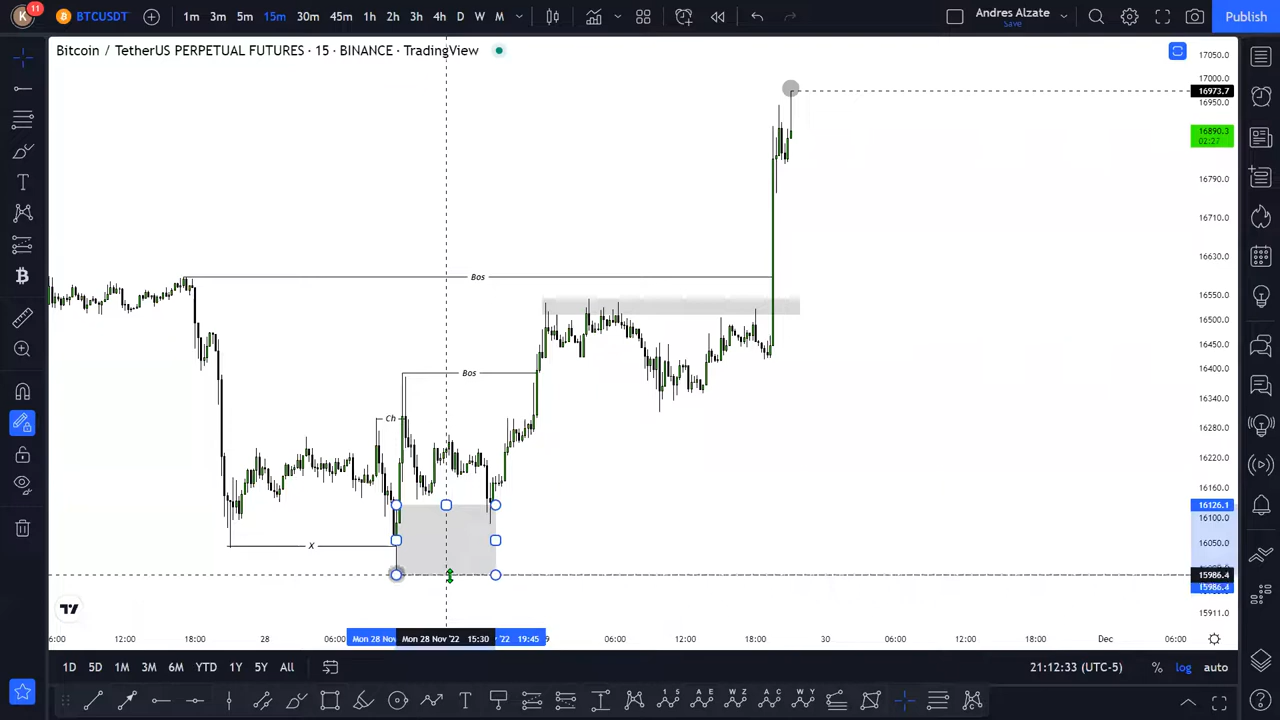 K 11 BTCUSDT 1m 3m 5m 15m 30m 45m 1h 2h 3h 4h D W M Andres Alzate Save Publish
Bitcoin / TetherUS PERPETUAL FUTURES · 15 · BINANCE · TradingView
17050.0
17000.0
16973.7
16950.0
16890.3
02:27
16790.0
16710.0
16630.0
Bos
16550.0
16500.0
16450.0
16400.0
Bos
16340.0
Ch
16280.0
16220.0
16160.0
16126.1
16100.0
X
16050.0
15986.4
15986.4
15911.0
6:00 12:00 18:00 28 06:00 Mon 28 Nov Mon 28 Nov '22 15:30 '22 19:45 9 06:00 12:00 18:00 30 06:00 12:00 18:00 Dec 06:00
1D 5D 1M 3M 6M YTD 1Y 5Y All 21:12:33 (UTC-5) % log auto